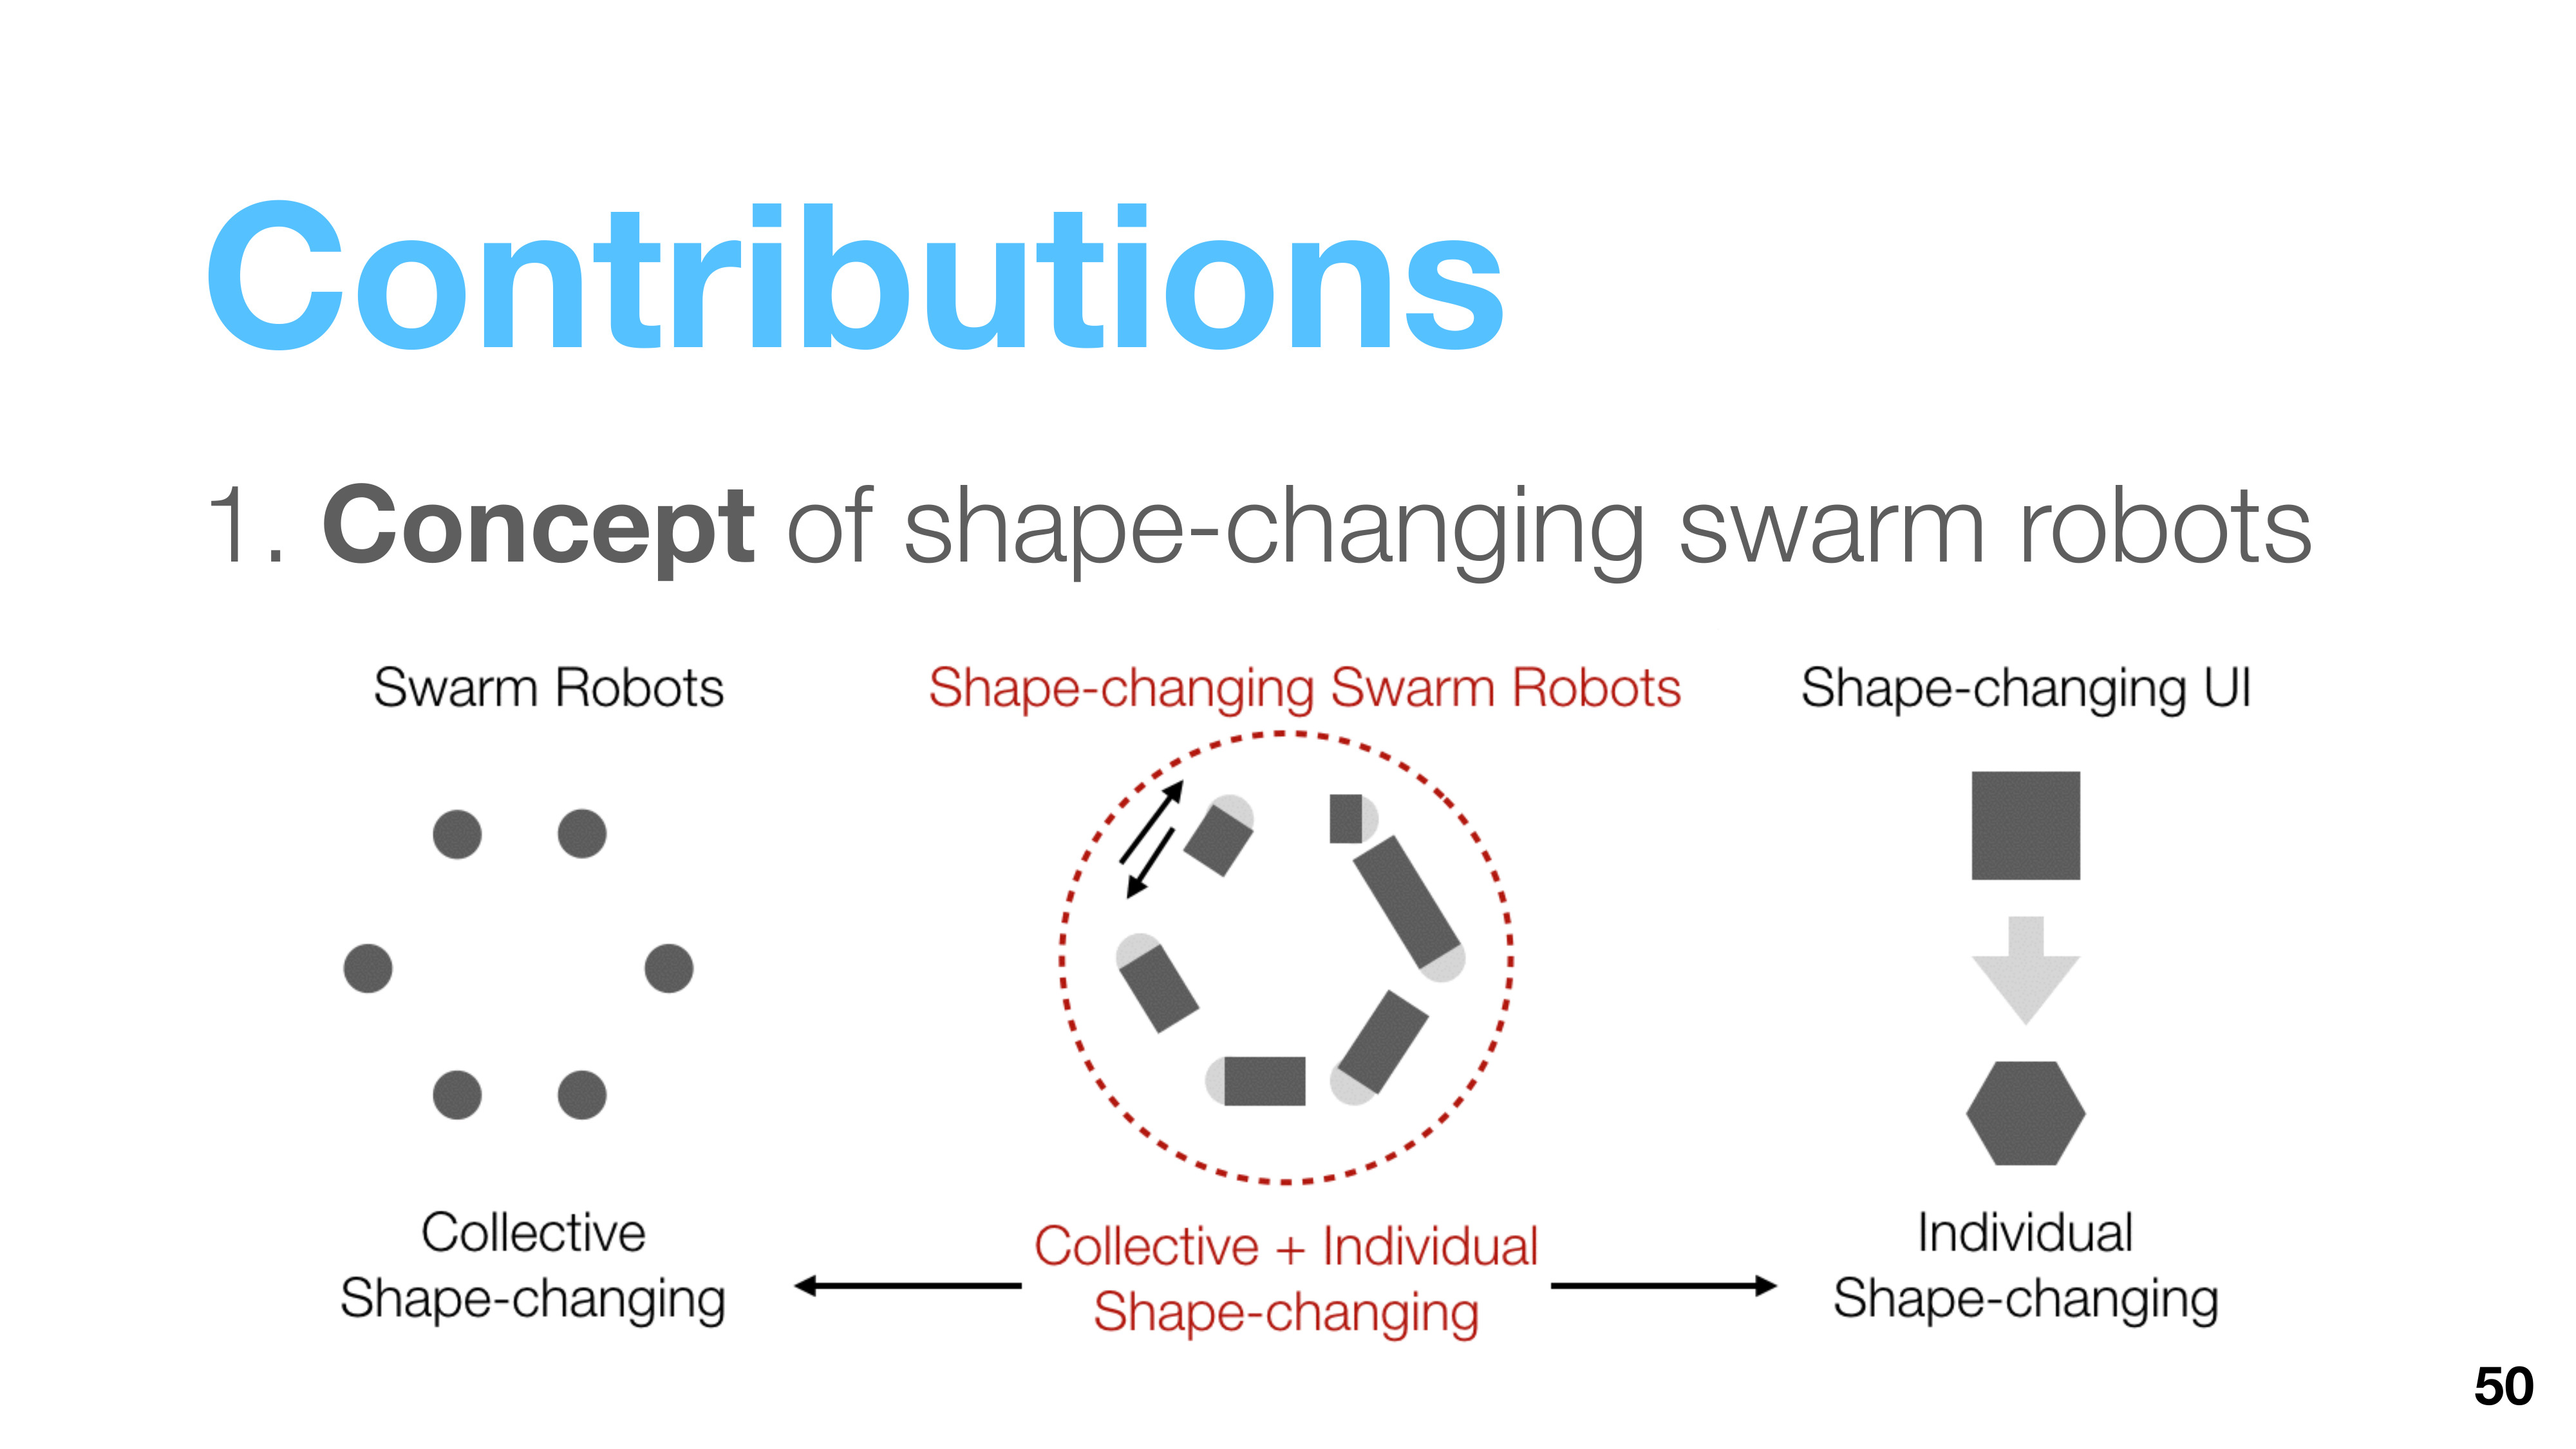 Contributions
1. Concept of shape-changing swarm robots
Swarm Robots
Shape-changing Swarm Robots
Shape-changing UI
Collective
Shape-changing
Collective + Individual
Shape-changing
Individual
Shape-changing
50